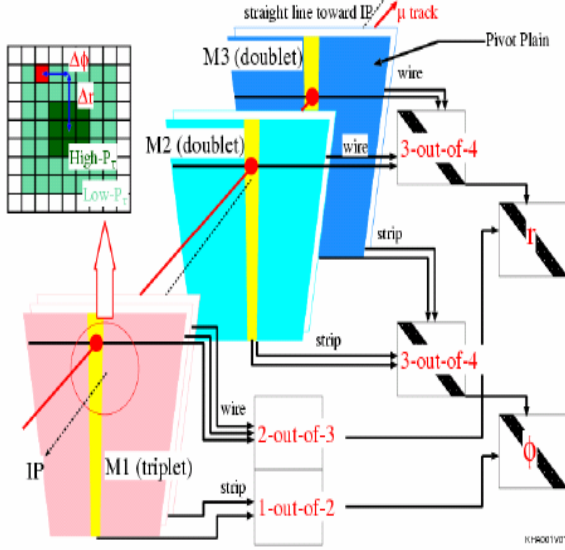 straight line toward IP
μ track
M3 (doublet)
Pivot Plain
wire
Δϕ
Δr
High-PT
Low-PT
M2 (doublet)
wire
3-out-of-4
r
strip
strip
3-out-of-4
wire
2-out-of-3
ϕ
IP
M1 (triplet)
strip
1-out-of-2